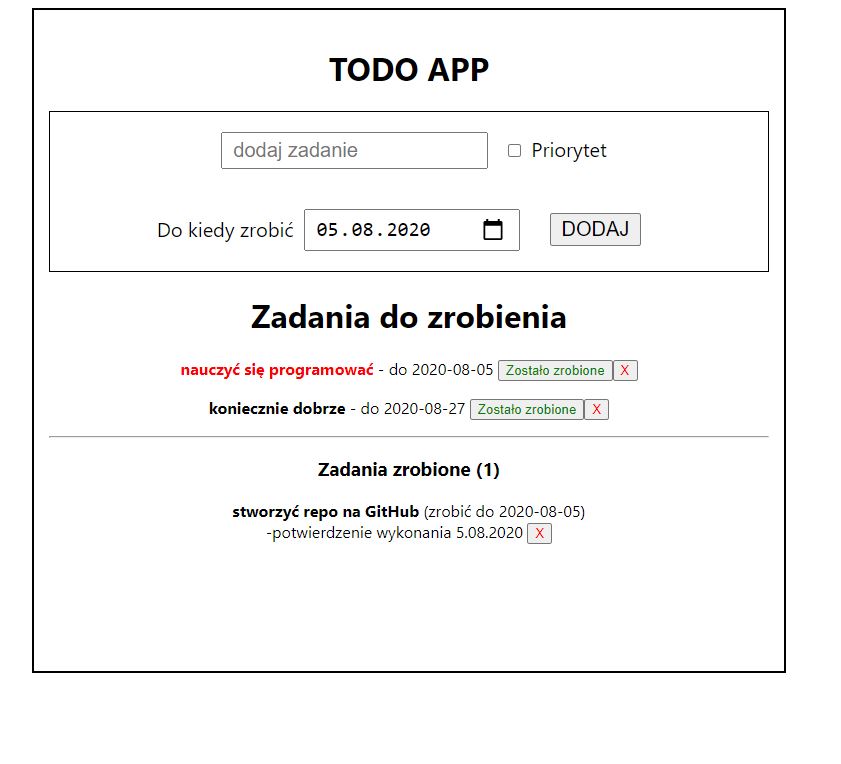 TODO APP
dodaj zadanie Priorytet
Do kiedy zrobić 05.08.2020 DODAJ
Zadania do zrobienia
nauczyć się programować - do 2020-08-05 Zostało zrobione X
koniecznie dobrze - do 2020-08-27 Zostało zrobione X
Zadania zrobione (1)
stworzyć repo na GitHub (zrobić do 2020-08-05)
-potwierdzenie wykonania 5.08.2020 X